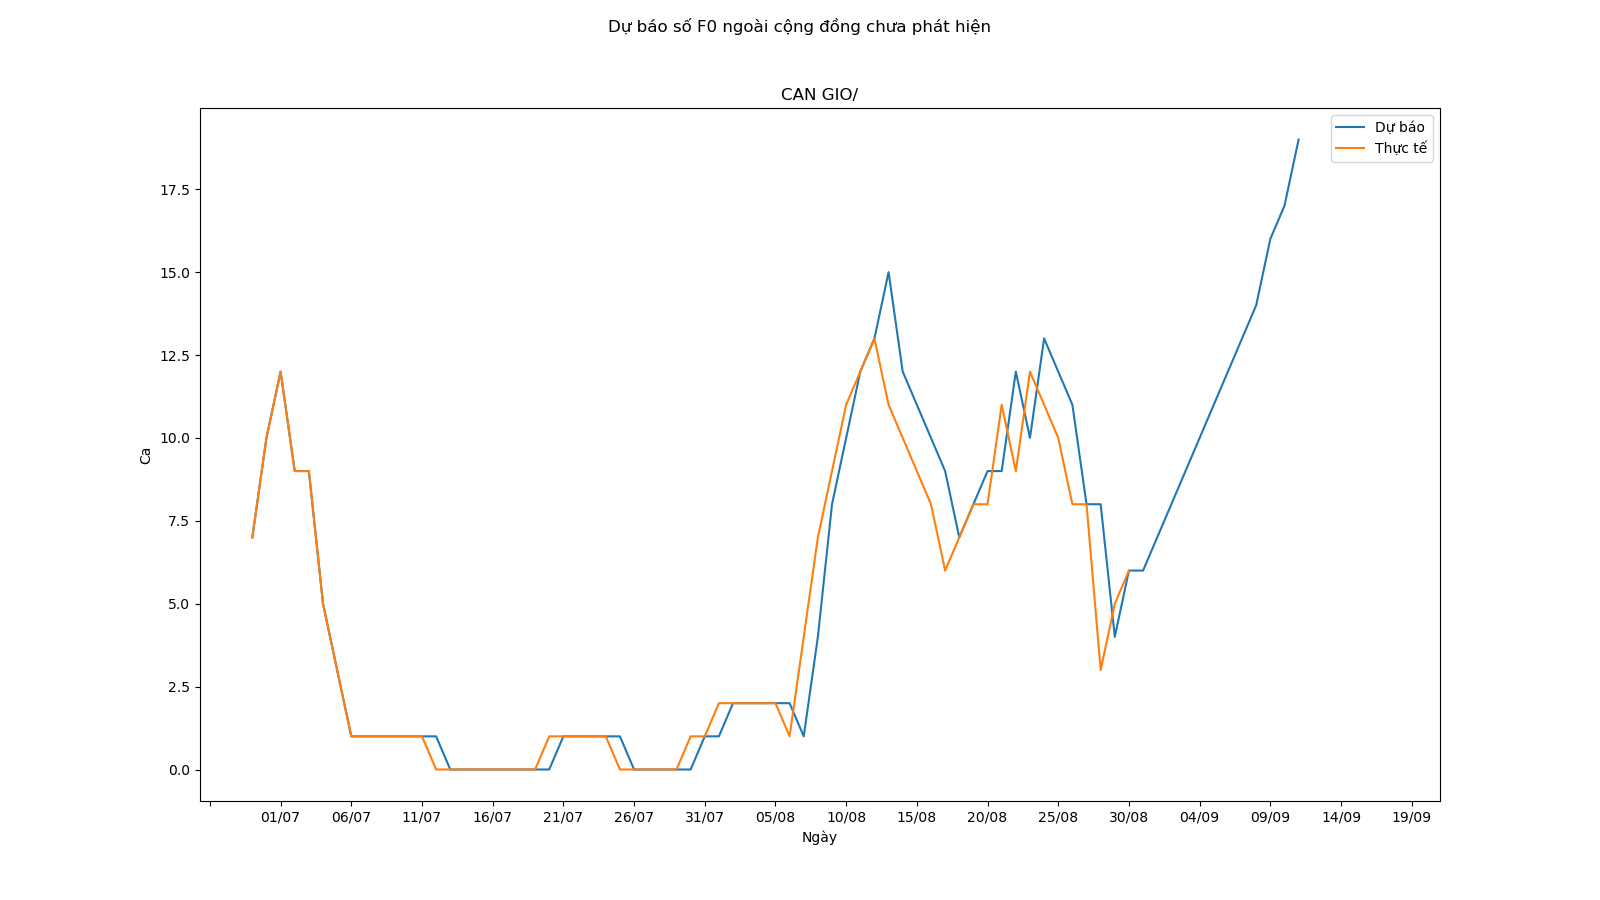 Dự báo số F0 ngoài cộng đồng chưa phát hiện
CAN GIO/
Dự báo
Thực tế
17.5
15.0
12.5
10.0
7.5
5.0
2.5
0.0
Ca
01/07 06/07 11/07 16/07 21/07 26/07 31/07 05/08 10/08 15/08 20/08 25/08 30/08 04/09 09/09 14/09 19/09
Ngày